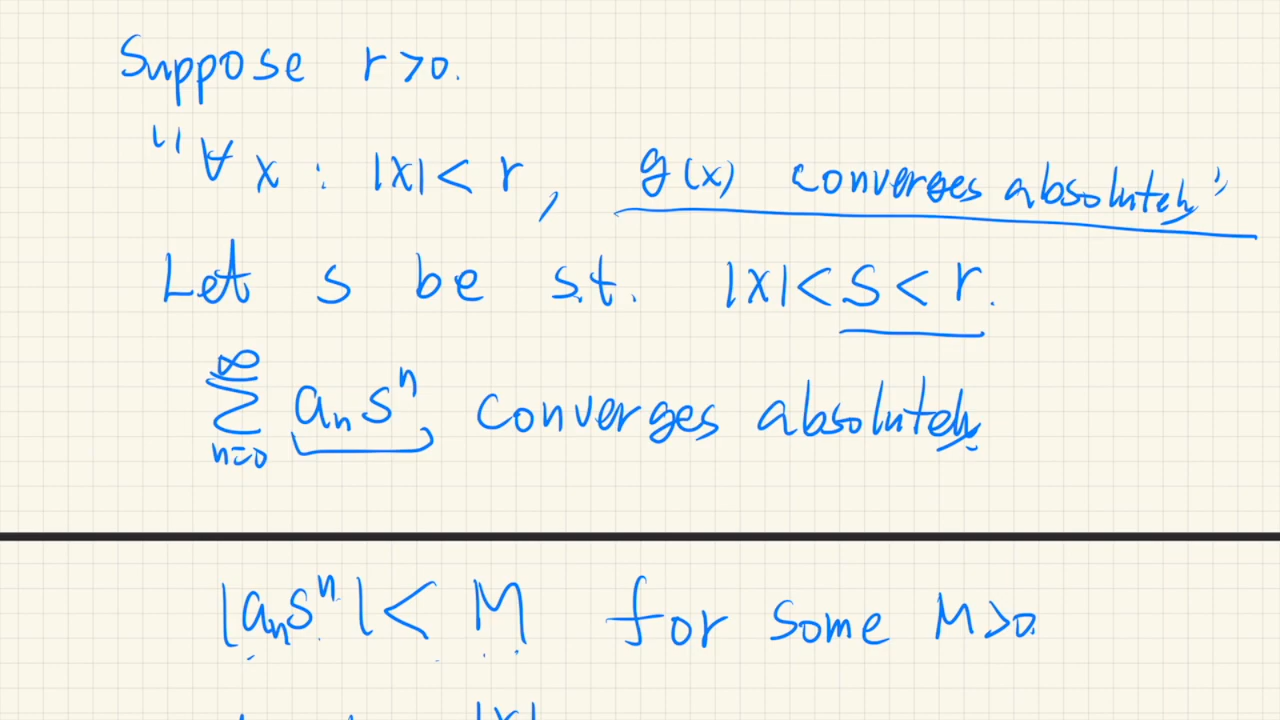 Suppose r>0.
"∀x : |x|<r, g(x) converges absolutely"
Let s be s.t. |x|<s<r.
∑_{n=0}^{∞} a_n s^n converges absolutely
|a_n s^n| < M for some M>0.
|x|